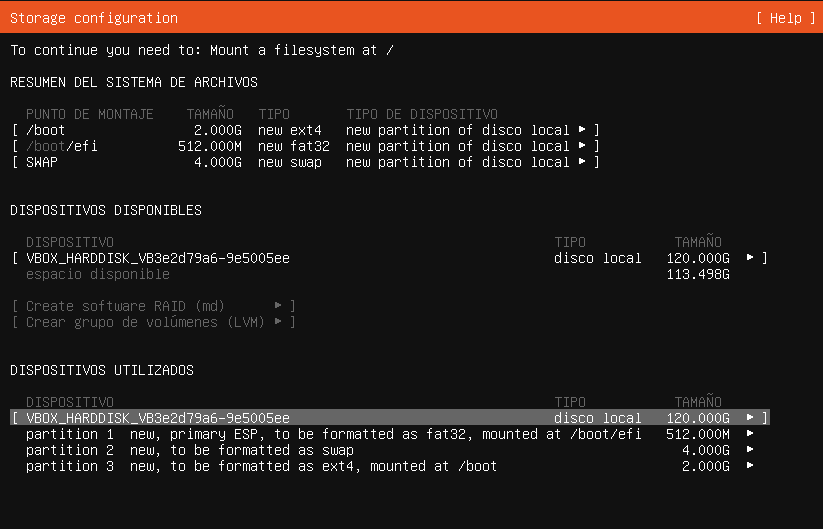 Storage configuration [ Help ]
To continue you need to: Mount a filesystem at /
RESUMEN DEL SISTEMA DE ARCHIVOS
PUNTO DE MONTAJE TAMAÑO TIPO TIPO DE DISPOSITIVO
[ /boot 2.000G new ext4 new partition of disco local ▸ ]
[ /boot/efi 512.000M new fat32 new partition of disco local ▸ ]
[ SWAP 4.000G new swap new partition of disco local ▸ ]
DISPOSITIVOS DISPONIBLES
DISPOSITIVO TIPO TAMAÑO
[ VBOX_HARDDISK_VB3e2d79a6-9e5005ee disco local 120.000G ▸ ]
espacio disponible 113.498G
[ Create software RAID (md) ▸ ]
[ Crear grupo de volúmenes (LVM) ▸ ]
DISPOSITIVOS UTILIZADOS
DISPOSITIVO TIPO TAMAÑO
[ VBOX_HARDDISK_VB3e2d79a6-9e5005ee disco local 120.000G ▸ ]
partition 1 new, primary ESP, to be formatted as fat32, mounted at /boot/efi 512.000M ▸
partition 2 new, to be formatted as swap 4.000G ▸
partition 3 new, to be formatted as ext4, mounted at /boot 2.000G ▸